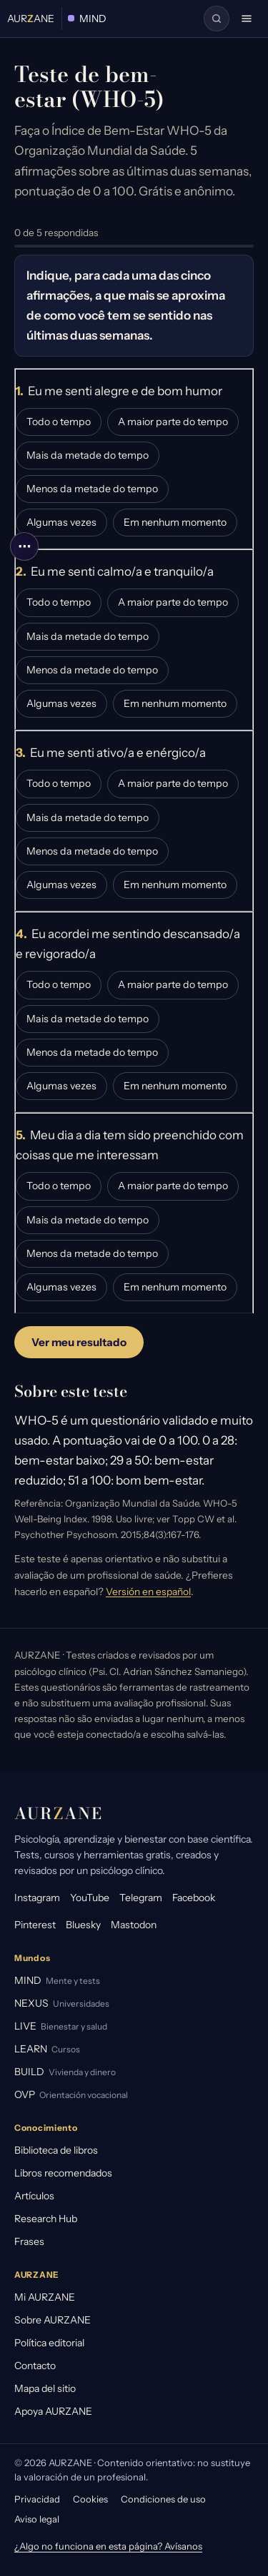 AURZANE MIND
Teste de bem-
estar (WHO-5)
Faça o Índice de Bem-Estar WHO-5 da
Organização Mundial da Saúde. 5
afirmações sobre as últimas duas semanas,
pontuação de 0 a 100. Grátis e anônimo.
0 de 5 respondidas
Indique, para cada uma das cinco
afirmações, a que mais se aproxima
de como você tem se sentido nas
últimas duas semanas.
1. Eu me senti alegre e de bom humor
Todo o tempo A maior parte do tempo
Mais da metade do tempo
Menos da metade do tempo
Algumas vezes Em nenhum momento
2. Eu me senti calmo/a e tranquilo/a
Todo o tempo A maior parte do tempo
Mais da metade do tempo
Menos da metade do tempo
Algumas vezes Em nenhum momento
3. Eu me senti ativo/a e enérgico/a
Todo o tempo A maior parte do tempo
Mais da metade do tempo
Menos da metade do tempo
Algumas vezes Em nenhum momento
4. Eu acordei me sentindo descansado/a
e revigorado/a
Todo o tempo A maior parte do tempo
Mais da metade do tempo
Menos da metade do tempo
Algumas vezes Em nenhum momento
5. Meu dia a dia tem sido preenchido com
coisas que me interessam
Todo o tempo A maior parte do tempo
Mais da metade do tempo
Menos da metade do tempo
Algumas vezes Em nenhum momento
Ver meu resultado
Sobre este teste
WHO-5 é um questionário validado e muito
usado. A pontuação vai de 0 a 100. 0 a 28:
bem-estar baixo; 29 a 50: bem-estar
reduzido; 51 a 100: bom bem-estar.
Referência: Organização Mundial da Saúde. WHO-5
Well-Being Index. 1998. Uso livre; ver Topp CW et al.
Psychother Psychosom. 2015;84(3):167-176.
Este teste é apenas orientativo e não substitui a
avaliação de um profissional de saúde. ¿Prefieres
hacerlo en español? Versión en español.
AURZANE · Testes criados e revisados por um
psicólogo clínico (Psi. Cl. Adrian Sánchez Samaniego).
Estes questionários são ferramentas de rastreamento
e não substituem uma avaliação profissional. Suas
respostas não são enviadas a lugar nenhum, a menos
que você esteja conectado/a e escolha salvá-las.
AURZANE
Psicología, aprendizaje y bienestar con base científica.
Tests, cursos y herramientas gratis, creados y
revisados por un psicólogo clínico.
Instagram YouTube Telegram Facebook
Pinterest Bluesky Mastodon
Mundos
MIND Mente y tests
NEXUS Universidades
LIVE Bienestar y salud
LEARN Cursos
BUILD Vivienda y dinero
OVP Orientación vocacional
Conocimiento
Biblioteca de libros
Libros recomendados
Artículos
Research Hub
Frases
AURZANE
Mi AURZANE
Sobre AURZANE
Política editorial
Contacto
Mapa del sitio
Apoya AURZANE
© 2026 AURZANE · Contenido orientativo: no sustituye
la valoración de un profesional.
Privacidad Cookies Condiciones de uso
Aviso legal
¿Algo no funciona en esta página? Avísanos